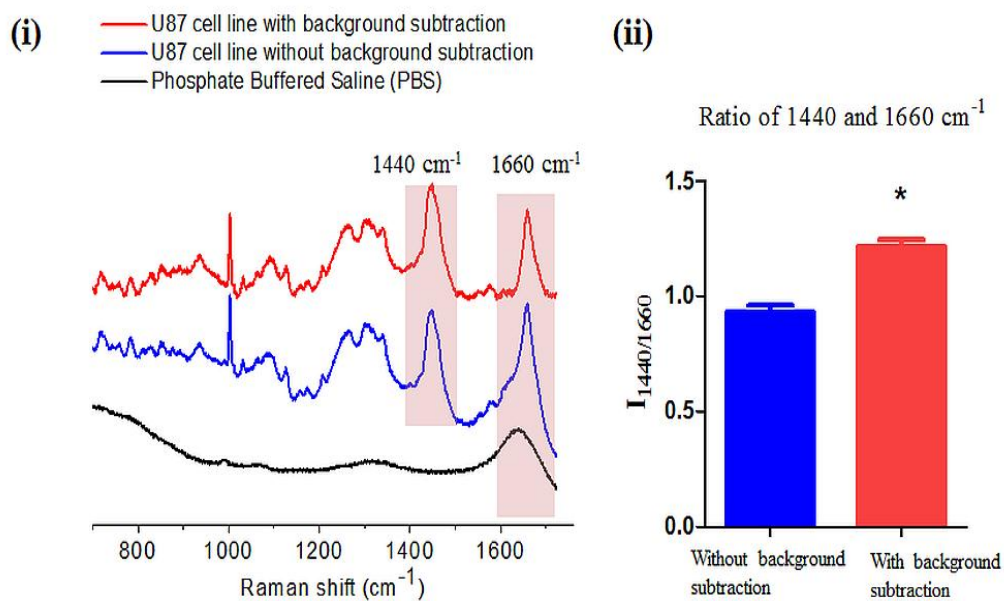 (i)
U87 cell line with background subtraction
U87 cell line without background subtraction
Phosphate Buffered Saline (PBS)
1440 cm⁻¹
1660 cm⁻¹
800
1000
1200
1400
1600
Raman shift (cm⁻¹)
(ii)
Ratio of 1440 and 1660 cm⁻¹
I1440/1660
1.5
1.0
0.5
0.0
*
Without background
subtraction
With background
subtraction